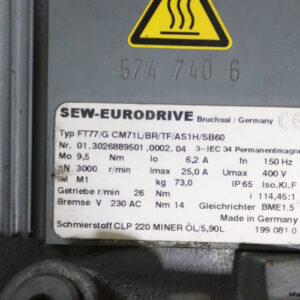 574 740 6
SEW-EURODRIVE Bruchsal / Germany CE
Typ FT77/G CM71L/BR/TF/AS1H/SB60
Nr. 01.3026889501.0002.04 3~IEC 34 Permanentmagnet
Mo 9,5 Nm Io 6,2 A fn 150 Hz
nN 3000 r/min Imax 25,0 A Umax 400 V
IM M1 kg 73,0 IP 65 Iso.Kl.F
Getriebe r/min 26 Nm i 114,45:1
Bremse V 230 AC Nm 14 Gleichrichter BME1.5
Made in Germany
Schmierstoff CLP 220 MINER ÖL/5,90L 199 081 0